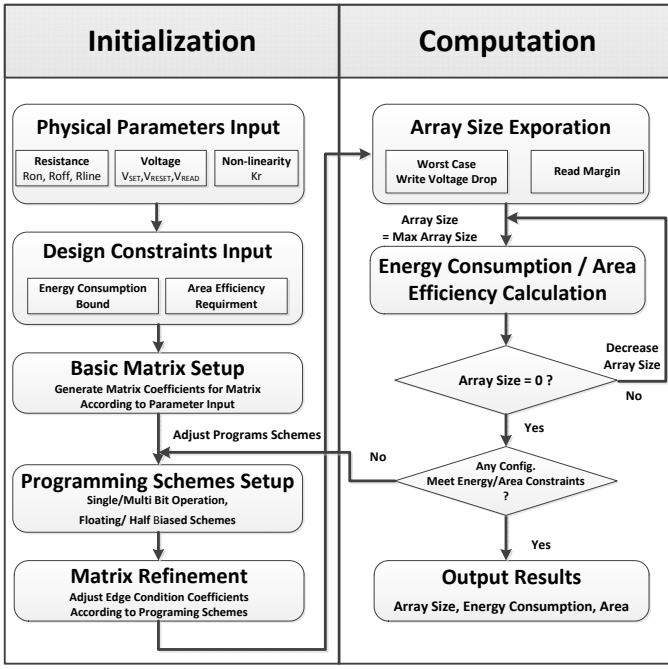 Initialization
Physical Parameters Input
Resistance
Ron, Roff, Rline
Voltage
VSET,VRESET,VREAD
Non-linearity
Kr
Design Constraints Input
Energy Consumption
Bound
Area Efficiency
Requirment
Basic Matrix Setup
Generate Matrix Coefficients for Matrix
According to Parameter Input
Adjust Programs Schemes
Programming Schemes Setup
Single/Multi Bit Operation,
Floating/ Half Biased Schemes
Matrix Refinement
Adjust Edge Condition Coefficients
According to Programing Schemes
Computation
Array Size Exporation
Worst Case
Write Voltage Drop
Read Margin
Array Size
= Max Array Size
Energy Consumption / Area
Efficiency Calculation
Decrease
Array Size
Array Size = 0 ?
No
Yes
No
Any Config.
Meet Energy/Area Constraints
?
Yes
Output Results
Array Size, Energy Consumption, Area